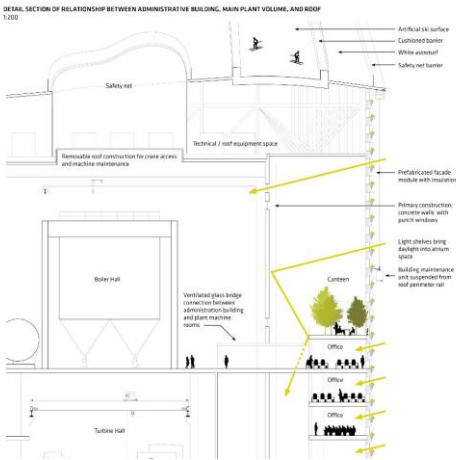 DETAIL SECTION OF RELATIONSHIP BETWEEN ADMINISTRATIVE BUILDING, MAIN PLANT VOLUME, AND ROOF
1:200
Artificial ski surface
Cushioned barrier
White astroturf
Safety net barrier
Safety net
Technical / roof equipment space
Removable roof construction for crane access
and machine maintenance
Prefabricated facade
module with insulation
Primary construction:
concrete walls with
punch windows
Light shelves bring
daylight into atrium
space
Building maintenance
unit suspended from
roof perimeter rail
Boiler Hall
Canteen
Ventilated glass bridge
connection between
administration building
and plant machine
rooms
Office
Office
Office
Turbine Hall